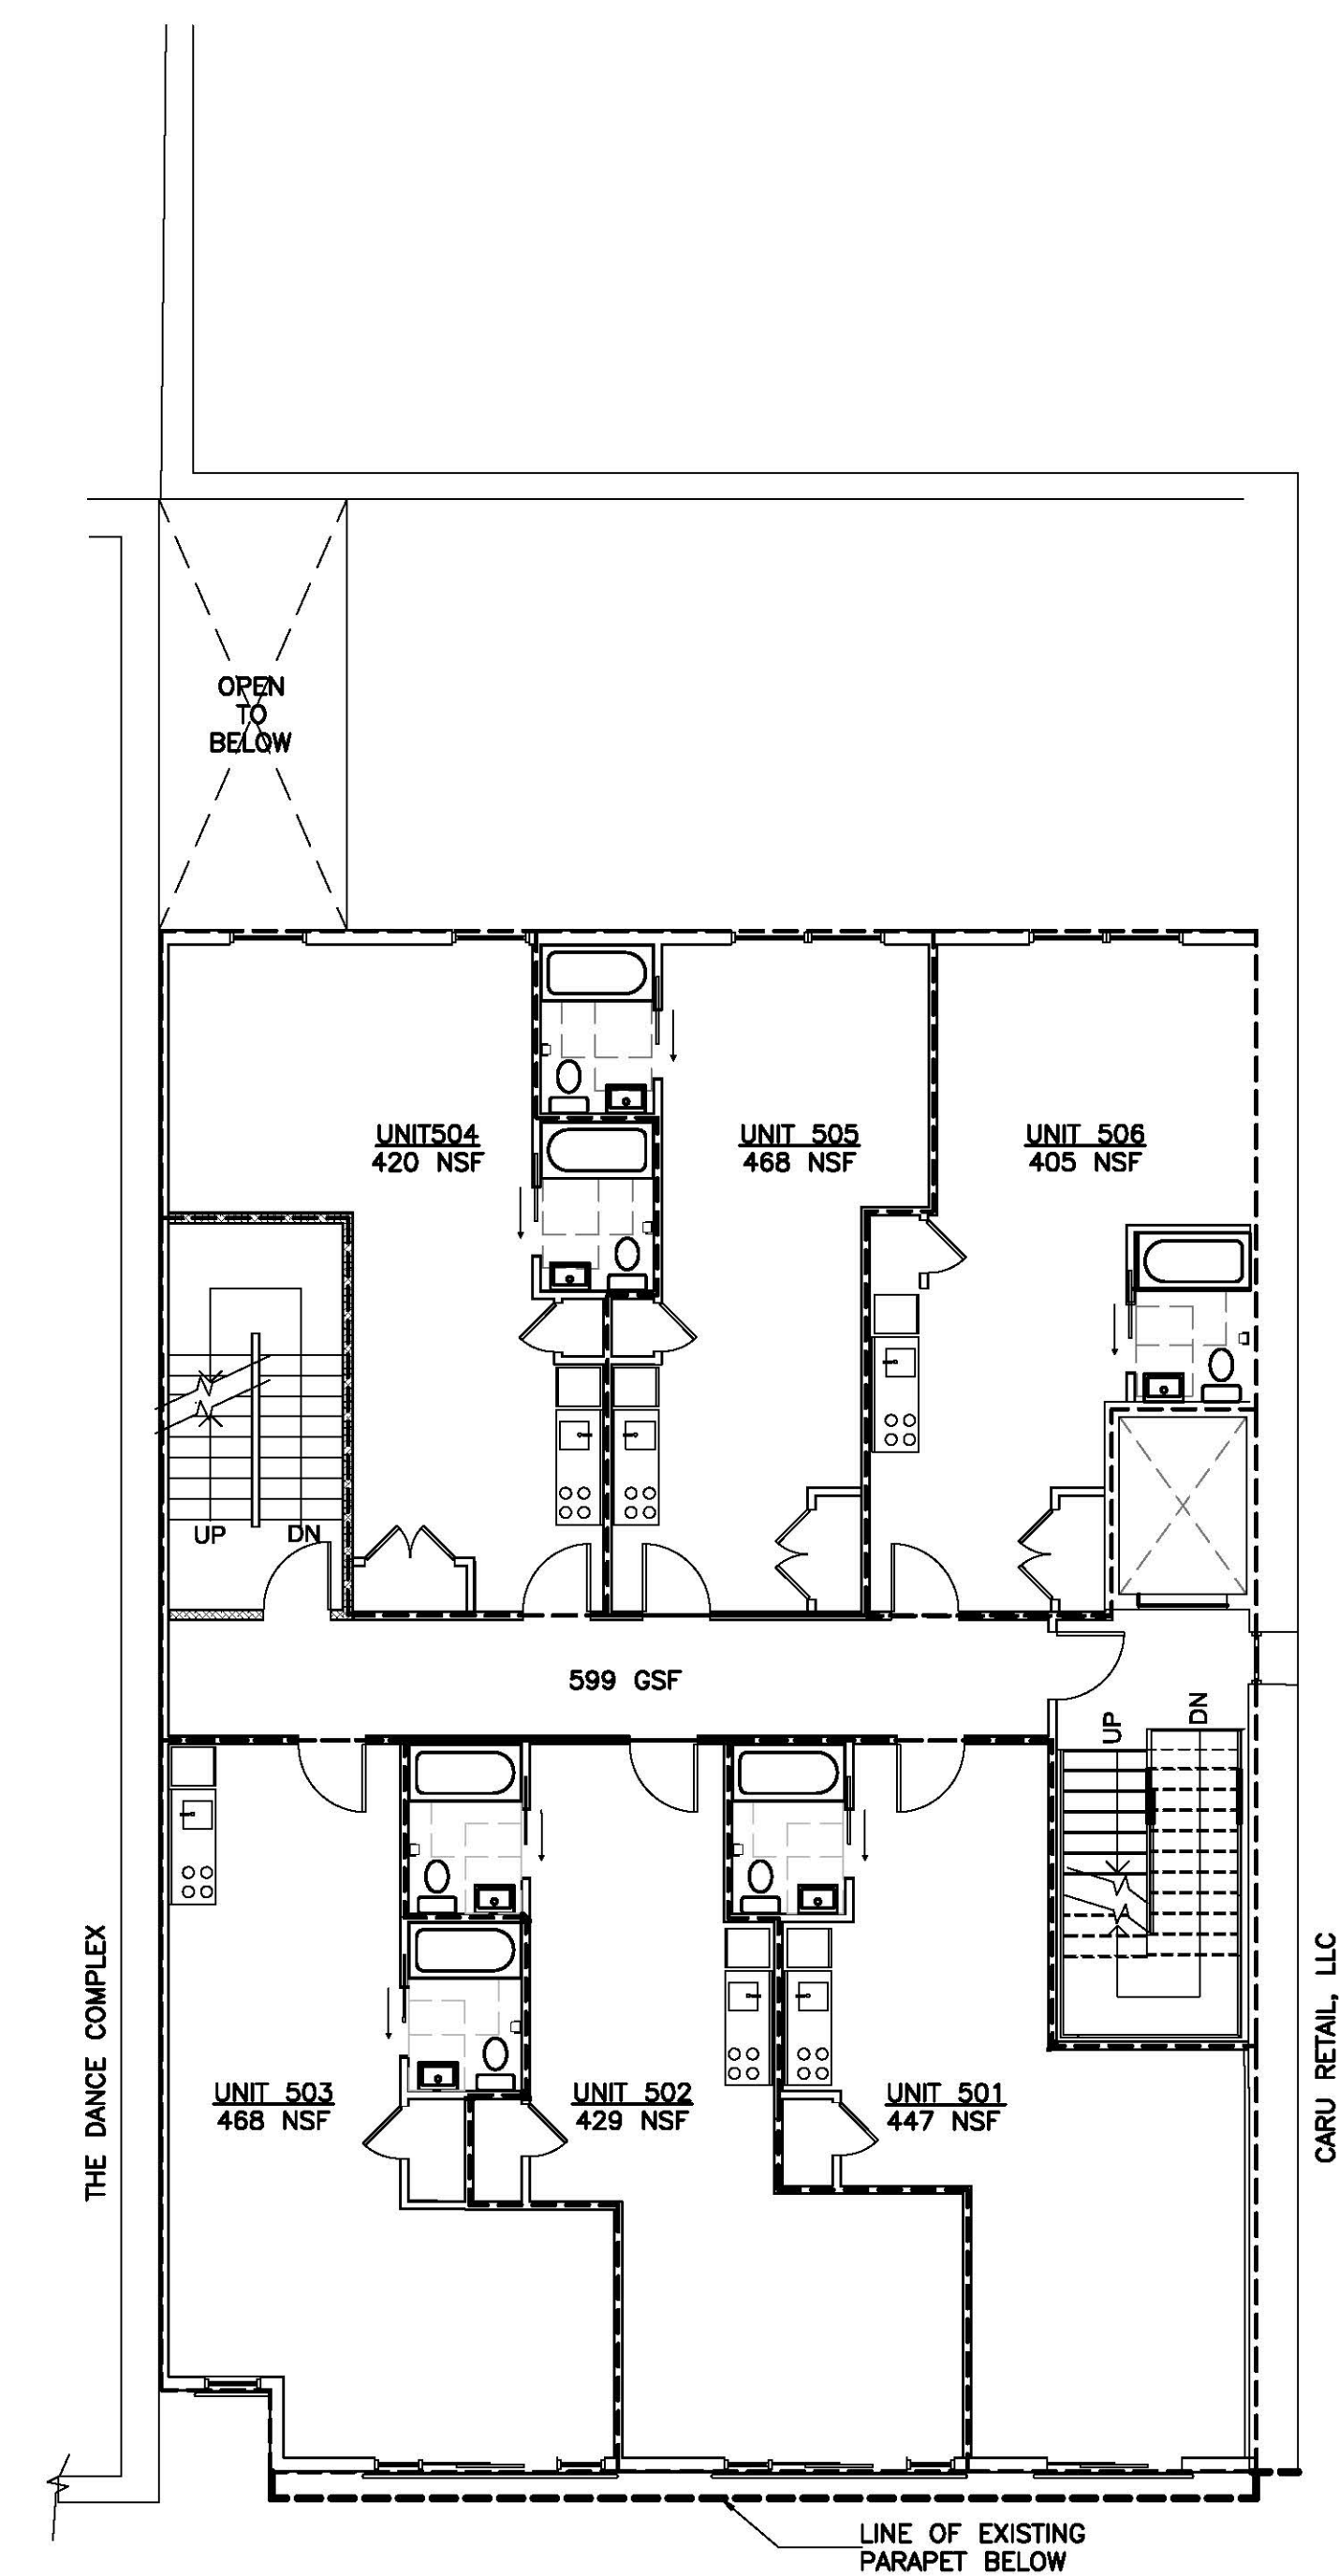 OPEN
TO
BELOW
UNIT504
420 NSF
UNIT 505
468 NSF
UNIT 506
405 NSF
UP
DN
599 GSF
UP
DN
THE DANCE COMPLEX
CARU RETAIL, LLC
UNIT 503
468 NSF
UNIT 502
429 NSF
UNIT 501
447 NSF
LINE OF EXISTING
PARAPET BELOW